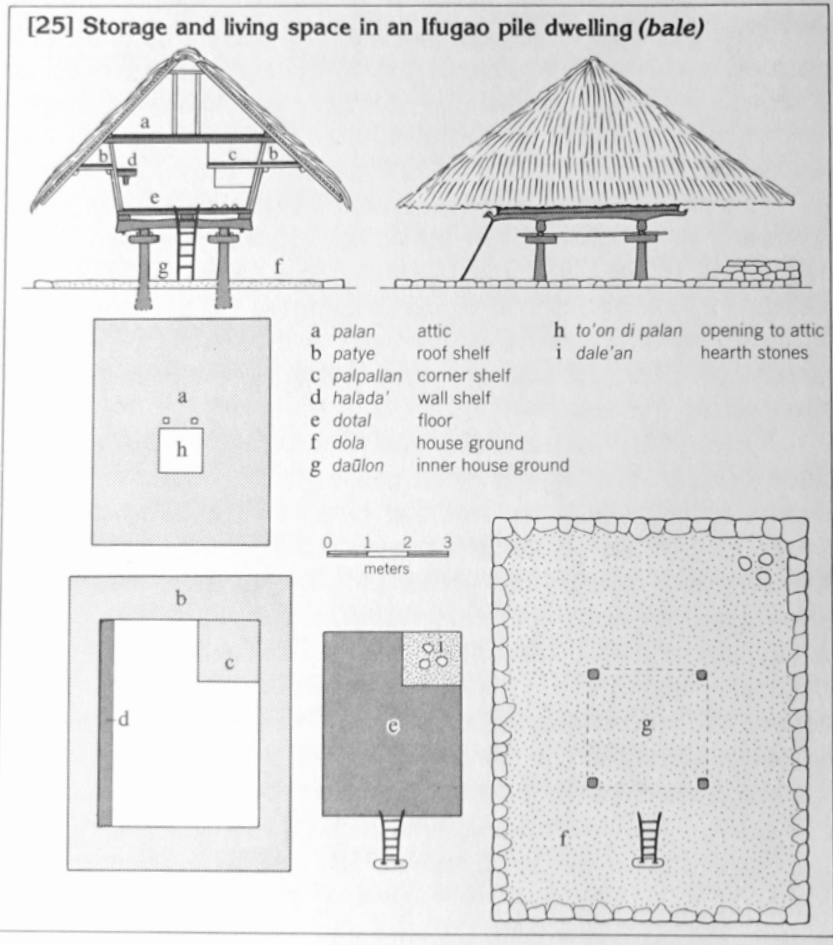 [25] Storage and living space in an Ifugao pile dwelling (bale)
a
b d c b
e
g f
a palan attic
b patye roof shelf
c palpallan corner shelf
d halada' wall shelf
e dotal floor
f dola house ground
g daūlon inner house ground
h to'on di palan opening to attic
i dale'an hearth stones
a
h
0 1 2 3
meters
b
c
d
i
e
g
f